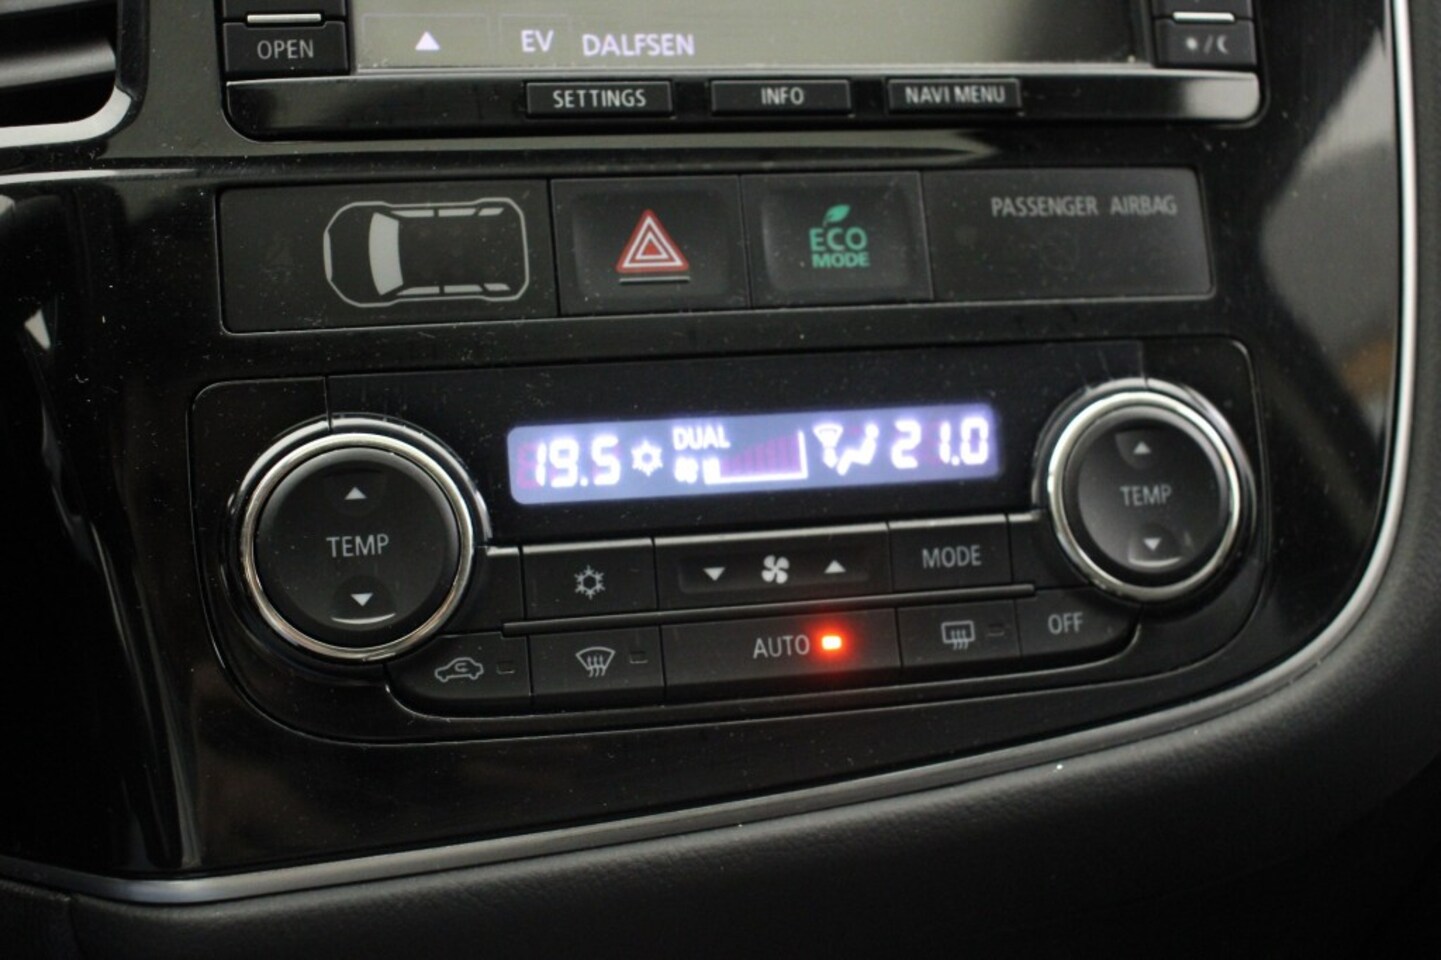 OPEN
EV DALFSEN
SETTINGS INFO NAVI MENU
ECO
MODE
PASSENGER AIRBAG
19.5 DUAL 21.0
TEMP
TEMP
MODE
AUTO
OFF